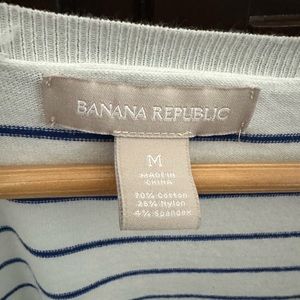 BANANA REPUBLIC
M
MADE IN
CHINA
70% Cotton
26% Nylon
4% Spandex